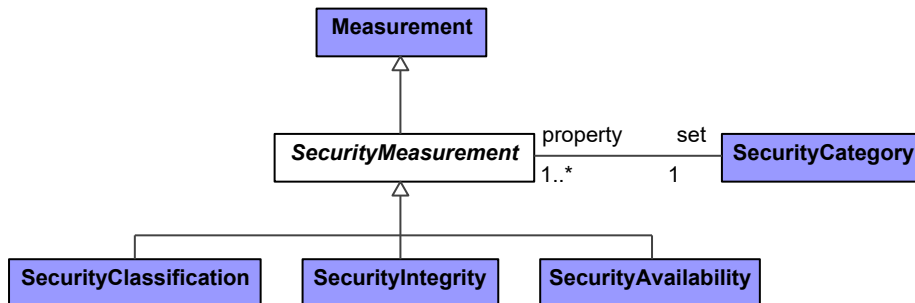 Measurement
property set
SecurityMeasurement
SecurityCategory
1..* 1
SecurityClassification
SecurityIntegrity
SecurityAvailability